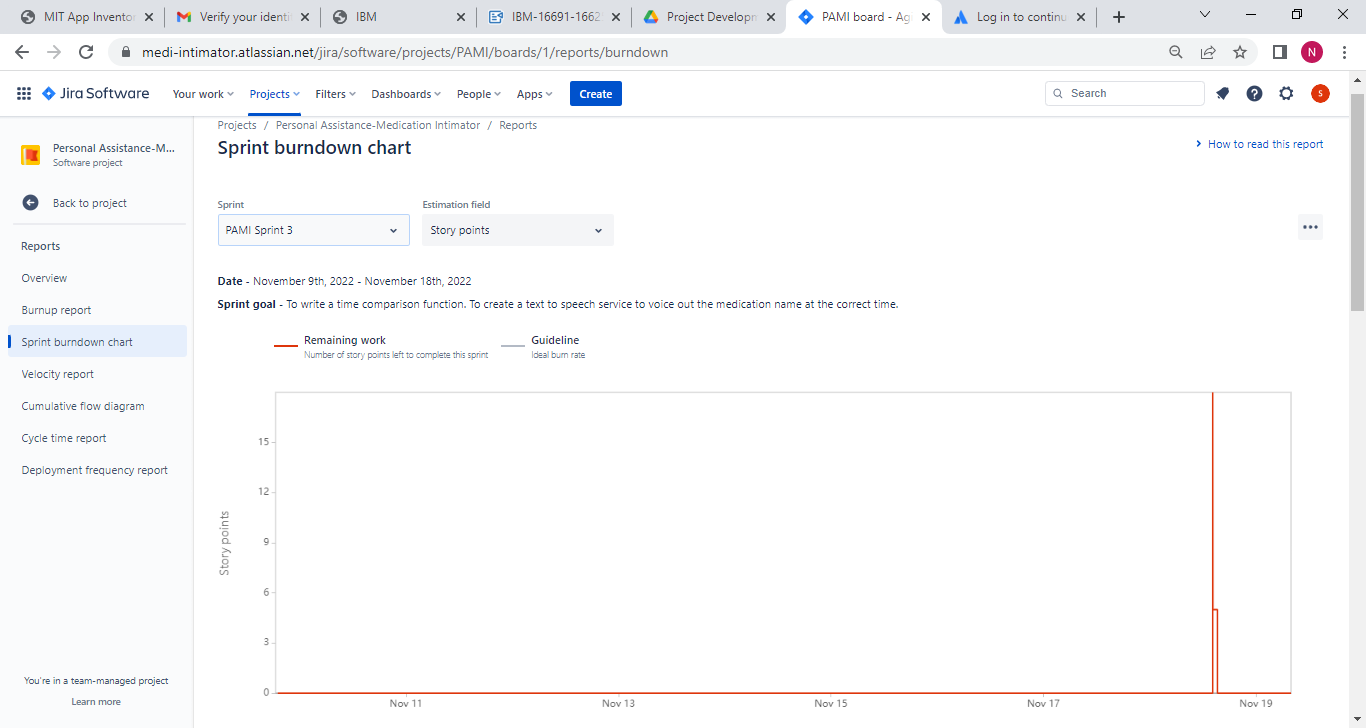 MIT App Inventor
Verify your identi
IBM
IBM-16691-1662
Project Developm
PAMI board - Ag
Log in to continu
medi-intimator.atlassian.net/jira/software/projects/PAMI/boards/1/reports/burndown
N
Jira Software
Your work
Projects
Filters
Dashboards
People
Apps
Create
Search
S
Personal Assistance-M...
Software project
Back to project
Reports
Overview
Burnup report
Sprint burndown chart
Velocity report
Cumulative flow diagram
Cycle time report
Deployment frequency report
You're in a team-managed project
Learn more
Projects / Personal Assistance-Medication Intimator / Reports
Sprint burndown chart
How to read this report
Sprint
PAMI Sprint 3
Estimation field
Story points
Date - November 9th, 2022 - November 18th, 2022
Sprint goal - To write a time comparison function. To create a text to speech service to voice out the medication name at the correct time.
Remaining work
Number of story points left to complete this sprint
Guideline
Ideal burn rate
Story points
15
12
9
6
3
0
Nov 11
Nov 13
Nov 15
Nov 17
Nov 19